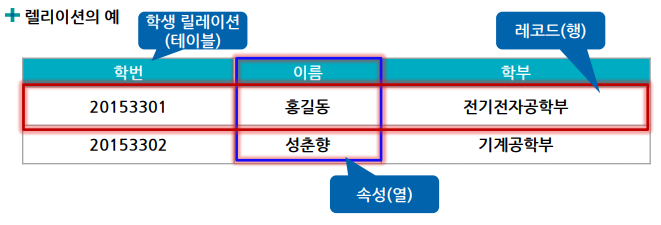 렐리이션의 예
학생 릴레이션
(테이블)
레코드(행)
학번 이름 학부
20153301 홍길동 전기전자공학부
20153302 성춘향 기계공학부
속성(열)